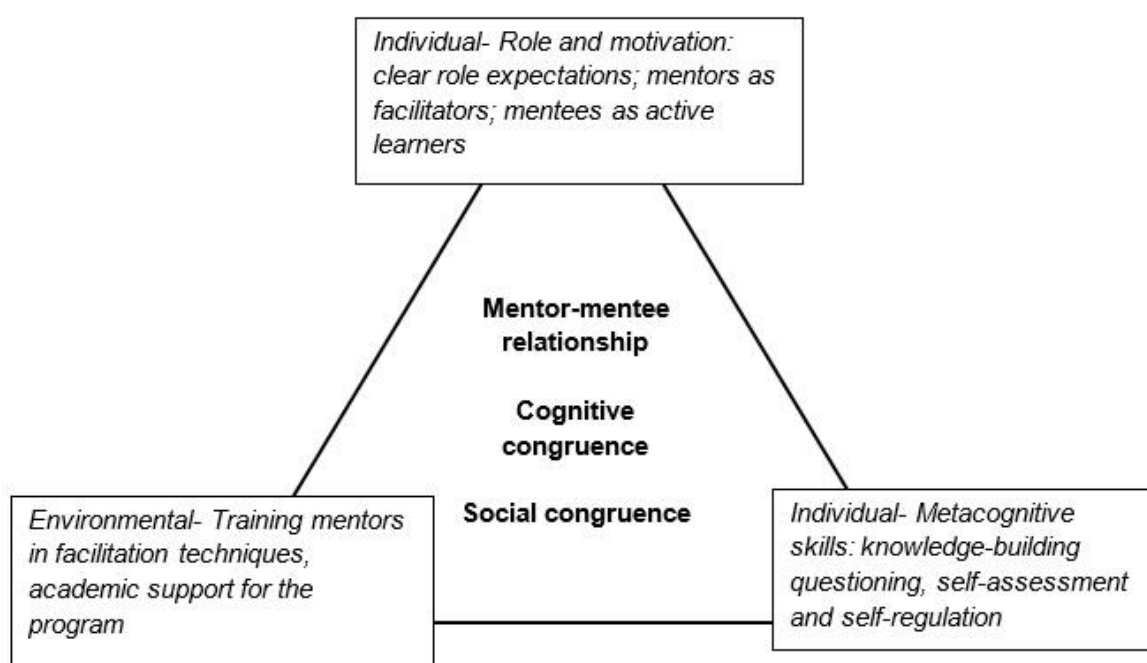 Individual- Role and motivation:
clear role expectations; mentors as
facilitators; mentees as active
learners
Mentor-mentee
relationship
Cognitive
congruence
Social congruence
Environmental- Training mentors
in facilitation techniques,
academic support for the
program
Individual- Metacognitive
skills: knowledge-building
questioning, self-assessment
and self-regulation